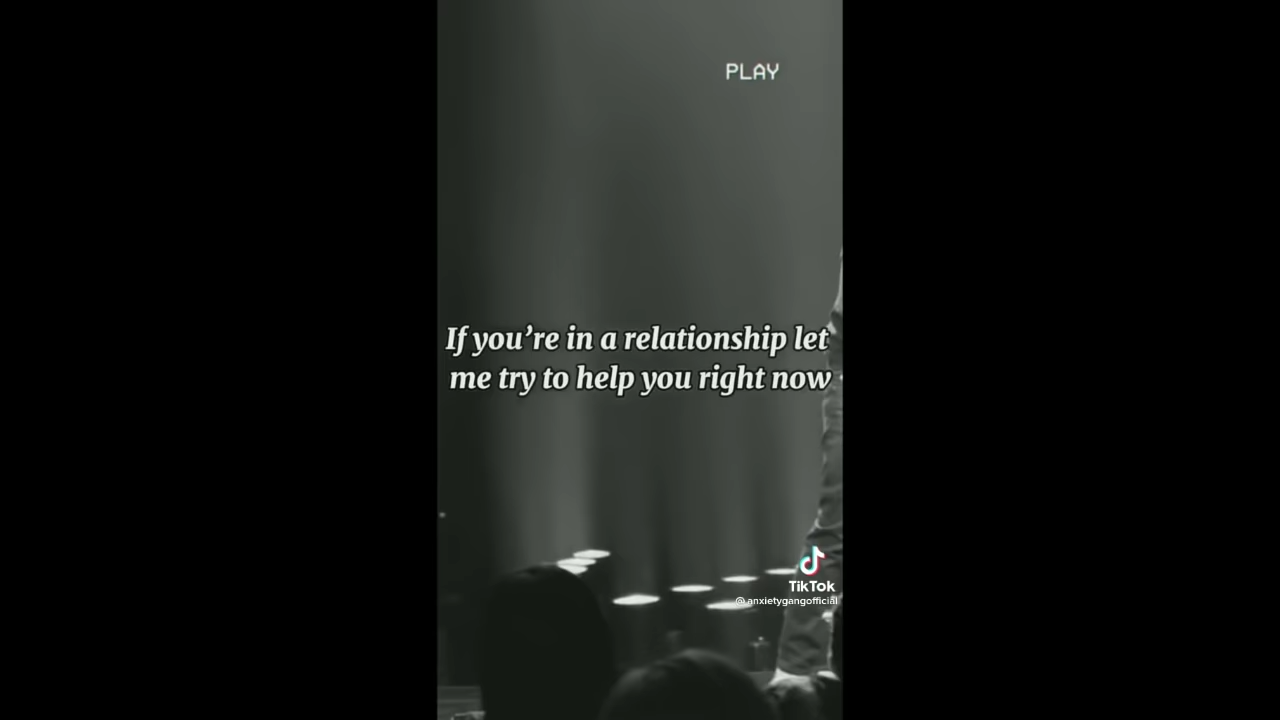 PLAY
If you're in a relationship let
me try to help you right now
TikTok
@ anxietygangofficial